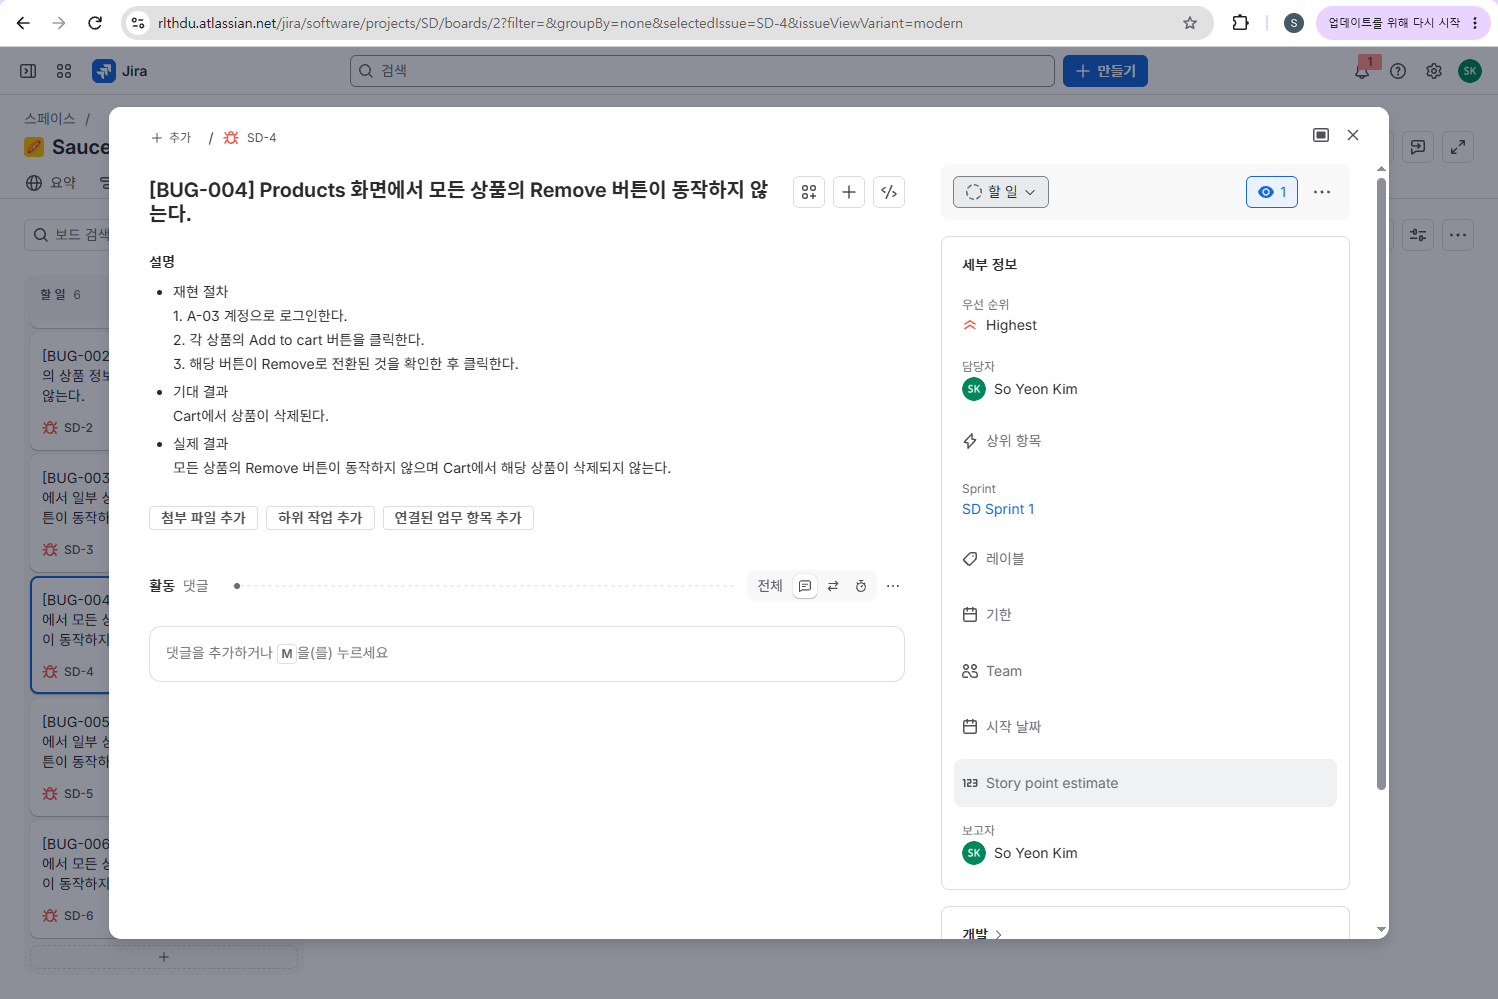 rlthdu.atlassian.net/jira/software/projects/SD/boards/2?filter=&groupBy=none&selectedIssue=SD-4&issueViewVariant=modern
S
업데이트를 위해 다시 시작
Jira
검색
만들기
1
SK
스페이스 /
Sauce
요약
보드 검색
할 일 6
[BUG-002
의 상품 정보
않는다.
SD-2
[BUG-003
에서 일부 상
튼이 동작하
SD-3
[BUG-004
에서 모든 상
이 동작하지
SD-4
[BUG-005
에서 일부 상
튼이 동작하
SD-5
[BUG-006
에서 모든 상
이 동작하지
SD-6
추가 / SD-4
[BUG-004] Products 화면에서 모든 상품의 Remove 버튼이 동작하지 않
는다.
설명
• 재현 절차
1. A-03 계정으로 로그인한다.
2. 각 상품의 Add to cart 버튼을 클릭한다.
3. 해당 버튼이 Remove로 전환된 것을 확인한 후 클릭한다.
• 기대 결과
Cart에서 상품이 삭제된다.
• 실제 결과
모든 상품의 Remove 버튼이 동작하지 않으며 Cart에서 해당 상품이 삭제되지 않는다.
첨부 파일 추가 하위 작업 추가 연결된 업무 항목 추가
활동 댓글 전체
댓글을 추가하거나 M 을(를) 누르세요
할 일
1
세부 정보
우선 순위
Highest
담당자
SK So Yeon Kim
상위 항목
Sprint
SD Sprint 1
레이블
기한
Team
시작 날짜
123 Story point estimate
보고자
SK So Yeon Kim
개발